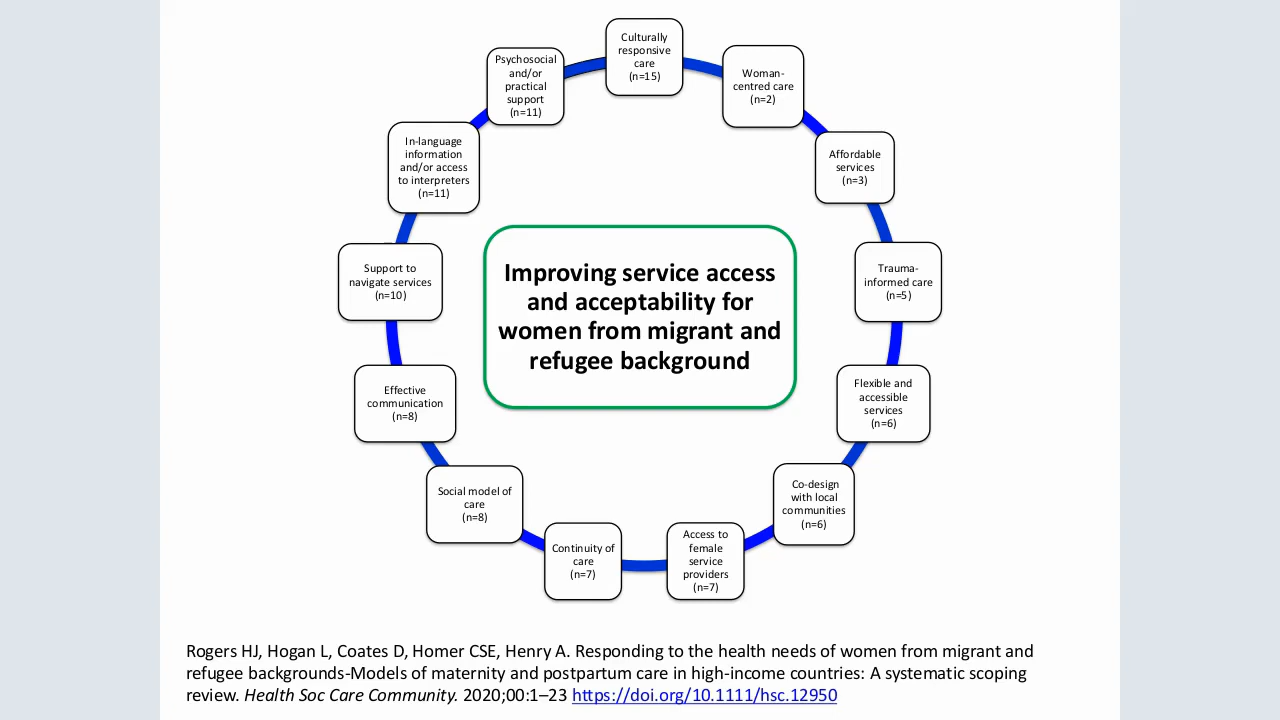 Culturally
responsive
care
(n=15)
Woman-
centred care
(n=2)
Affordable
services
(n=3)
Trauma-
informed care
(n=5)
Flexible and
accessible
services
(n=6)
Co-design
with local
communities
(n=6)
Access to
female
service
providers
(n=7)
Continuity of
care
(n=7)
Social model of
care
(n=8)
Effective
communication
(n=8)
Support to
navigate services
(n=10)
In-language
information
and/or access
to interpreters
(n=11)
Psychosocial
and/or
practical
support
(n=11)
Improving service access
and acceptability for
women from migrant and
refugee background
Rogers HJ, Hogan L, Coates D, Homer CSE, Henry A. Responding to the health needs of women from migrant and
refugee backgrounds-Models of maternity and postpartum care in high-income countries: A systematic scoping
review. Health Soc Care Community. 2020;00:1–23 https://doi.org/10.1111/hsc.12950